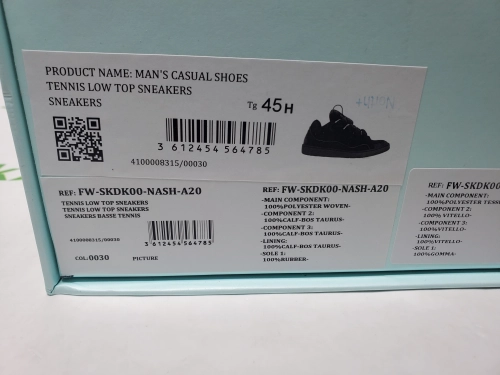 PRODUCT NAME: MAN'S CASUAL SHOES
TENNIS LOW TOP SNEAKERS
SNEAKERS
Tg 45H
3 612454 564785
4100008315/00030
REF: FW-SKDK00-NASH-A20
TENNIS LOW TOP SNEAKERS
TENNIS LOW TOP SNEAKERS
SNEAKERS BASSE TENNIS
4100008315/00030
3 612454 564785
COL.0030
PICTURE
REF: FW-SKDK00-NASH-A20
-MAIN COMPONENT:
100%POLYESTER WOVEN-
-COMPONENT 2:
100%CALF-BOS TAURUS-
-COMPONENT 3:
100%CALF-BOS TAURUS-
-LINING:
100%CALF-BOS TAURUS-
-SOLE 1:
100%RUBBER-
REF: FW-SKDK00
-MAIN COMPONENT:
100%POLYESTER
-COMPONENT 2:
100% VITELLO-
-COMPONENT 3:
100%VITELLO-
-LINING:
100%VITELLO-
-SOLE 1:
100%GOMMA-